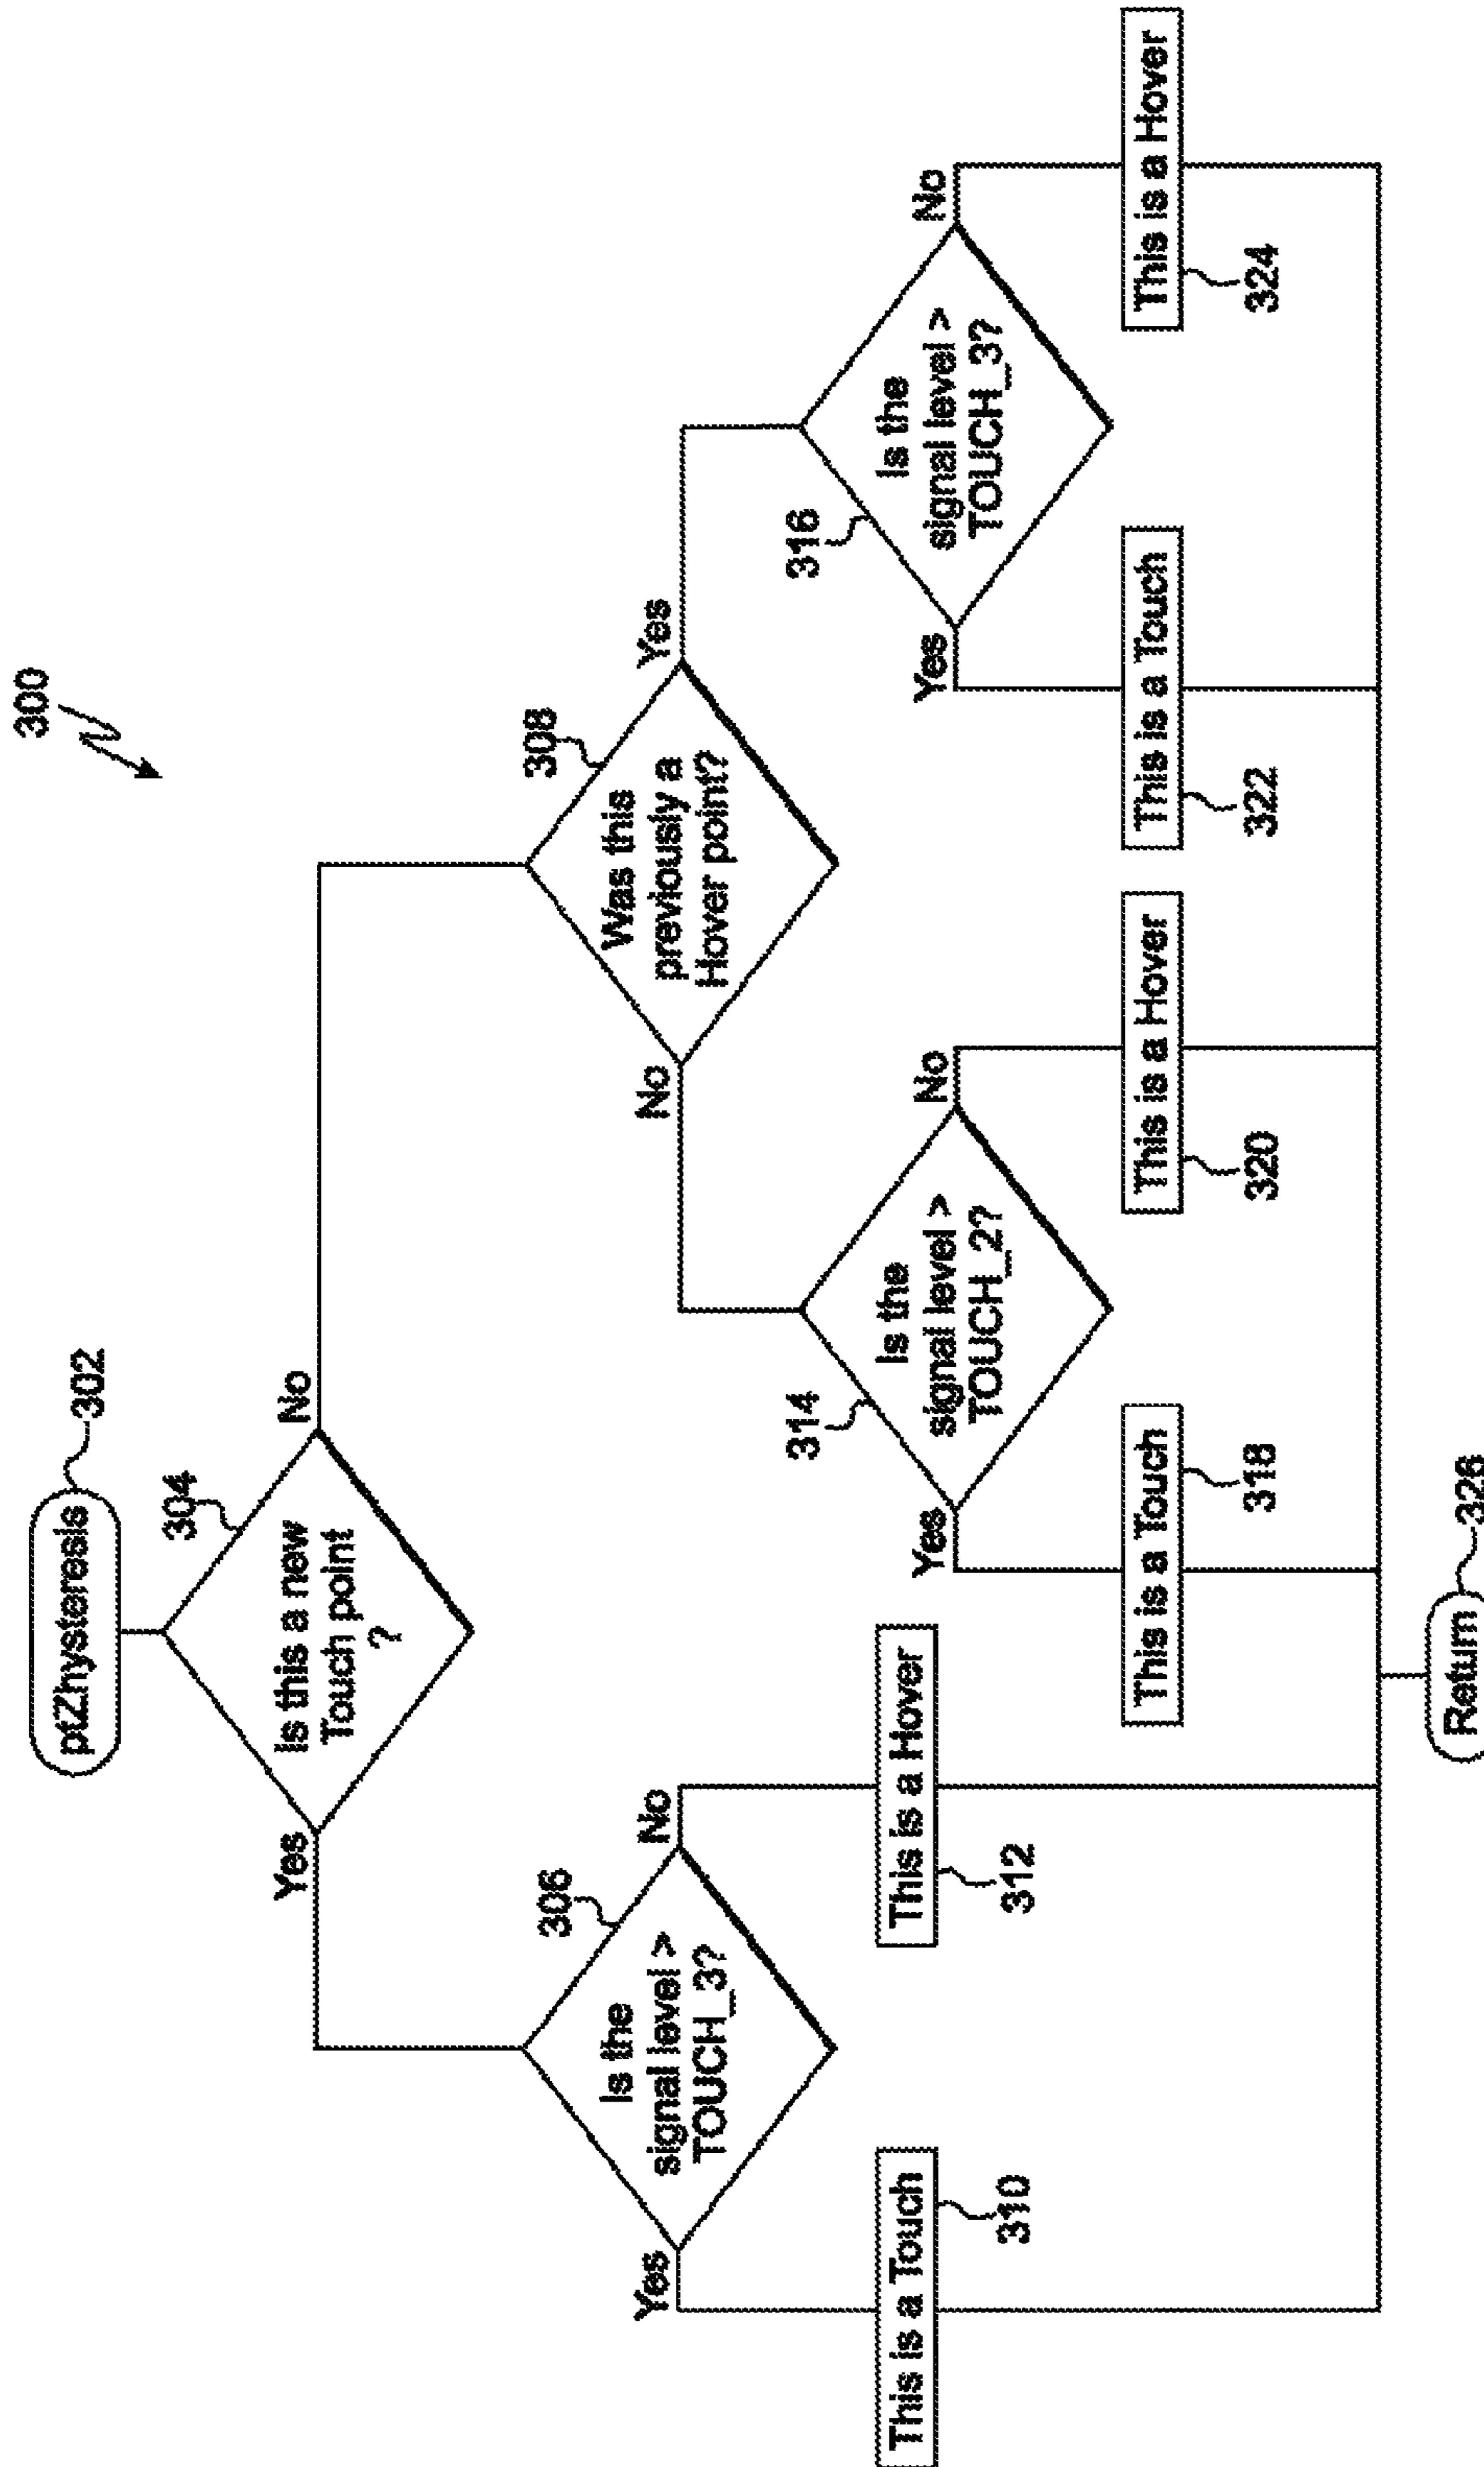 300
ptZhysteresis
302
304
Is this a new
Touch point
?
Yes
No
306
Is the
signal level >
TOUCH_3?
Yes
No
308
Was this
previously a
Hover point?
No
Yes
This is a Touch
310
This is a Hover
312
314
Is the
signal level >
TOUCH_2?
Yes
No
316
Is the
signal level >
TOUCH_3?
Yes
No
This is a Touch
318
This is a Hover
320
This is a Touch
322
This is a Hover
324
Return
326